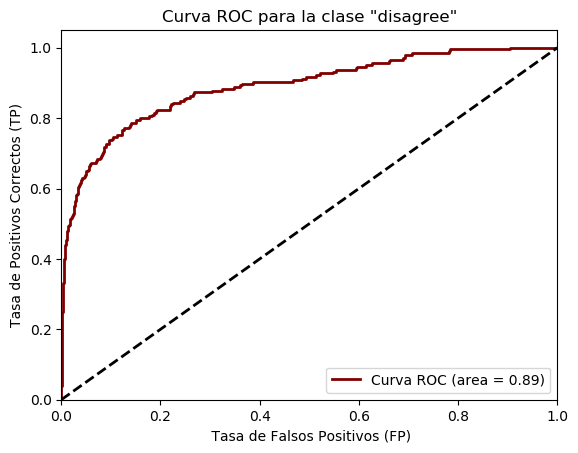 Curva ROC para la clase "disagree"
Tasa de Positivos Correctos (TP)
1.0
0.8
0.6
0.4
0.2
0.0
0.0 0.2 0.4 0.6 0.8 1.0
Curva ROC (area = 0.89)
Tasa de Falsos Positivos (FP)